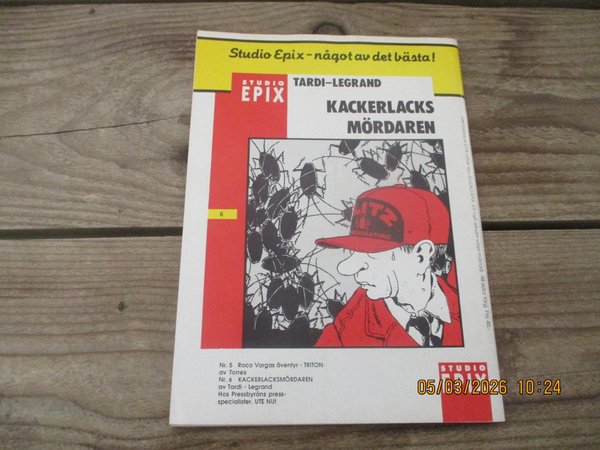 Studio Epix - något av det bästa!
STUDIO
EPIX
TARDI-LEGRAND
KACKERLACKS
MÖRDAREN
6
Nr. 5 Roco Vargas äventyr - TRITON
av Torres
Nr. 6 KACKERLACKSMÖRDAREN
av Tardi - Legrand
Hos Pressbyråns press-
specialister. UTE NU!
STUDIO
EPIX
05/03/2026 10:24